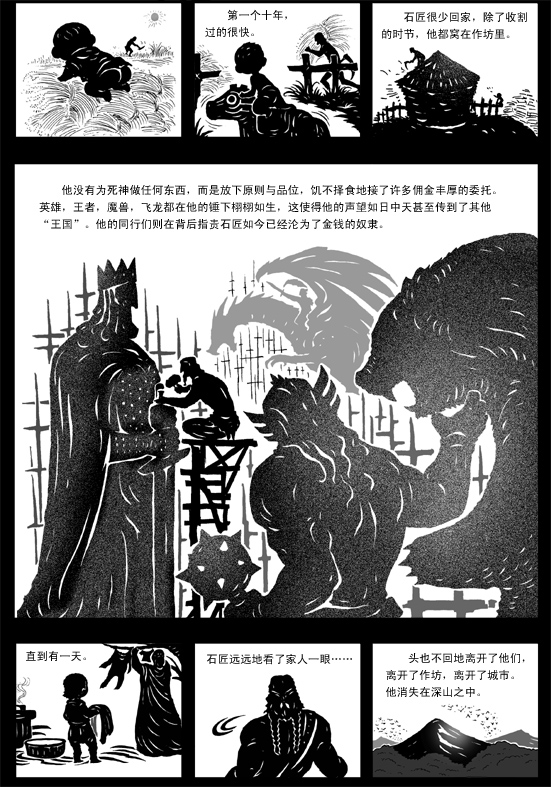 第一个十年，
过的很快。
石匠很少回家，除了收割
的时节，他都窝在作坊里。
他没有为死神做任何东西，而是放下原则与品位，饥不择食地接了许多佣金丰厚的委托。
英雄，王者，魔兽，飞龙都在他的锤下栩栩如生，这使得他的声望如日中天甚至传到了其他
“王国”。他的同行们则在背后指责石匠如今已经沦为了金钱的奴隶。
直到有一天。
石匠远远地看了家人一眼……
头也不回地离开了他们，
离开了作坊，离开了城市。
他消失在深山之中。